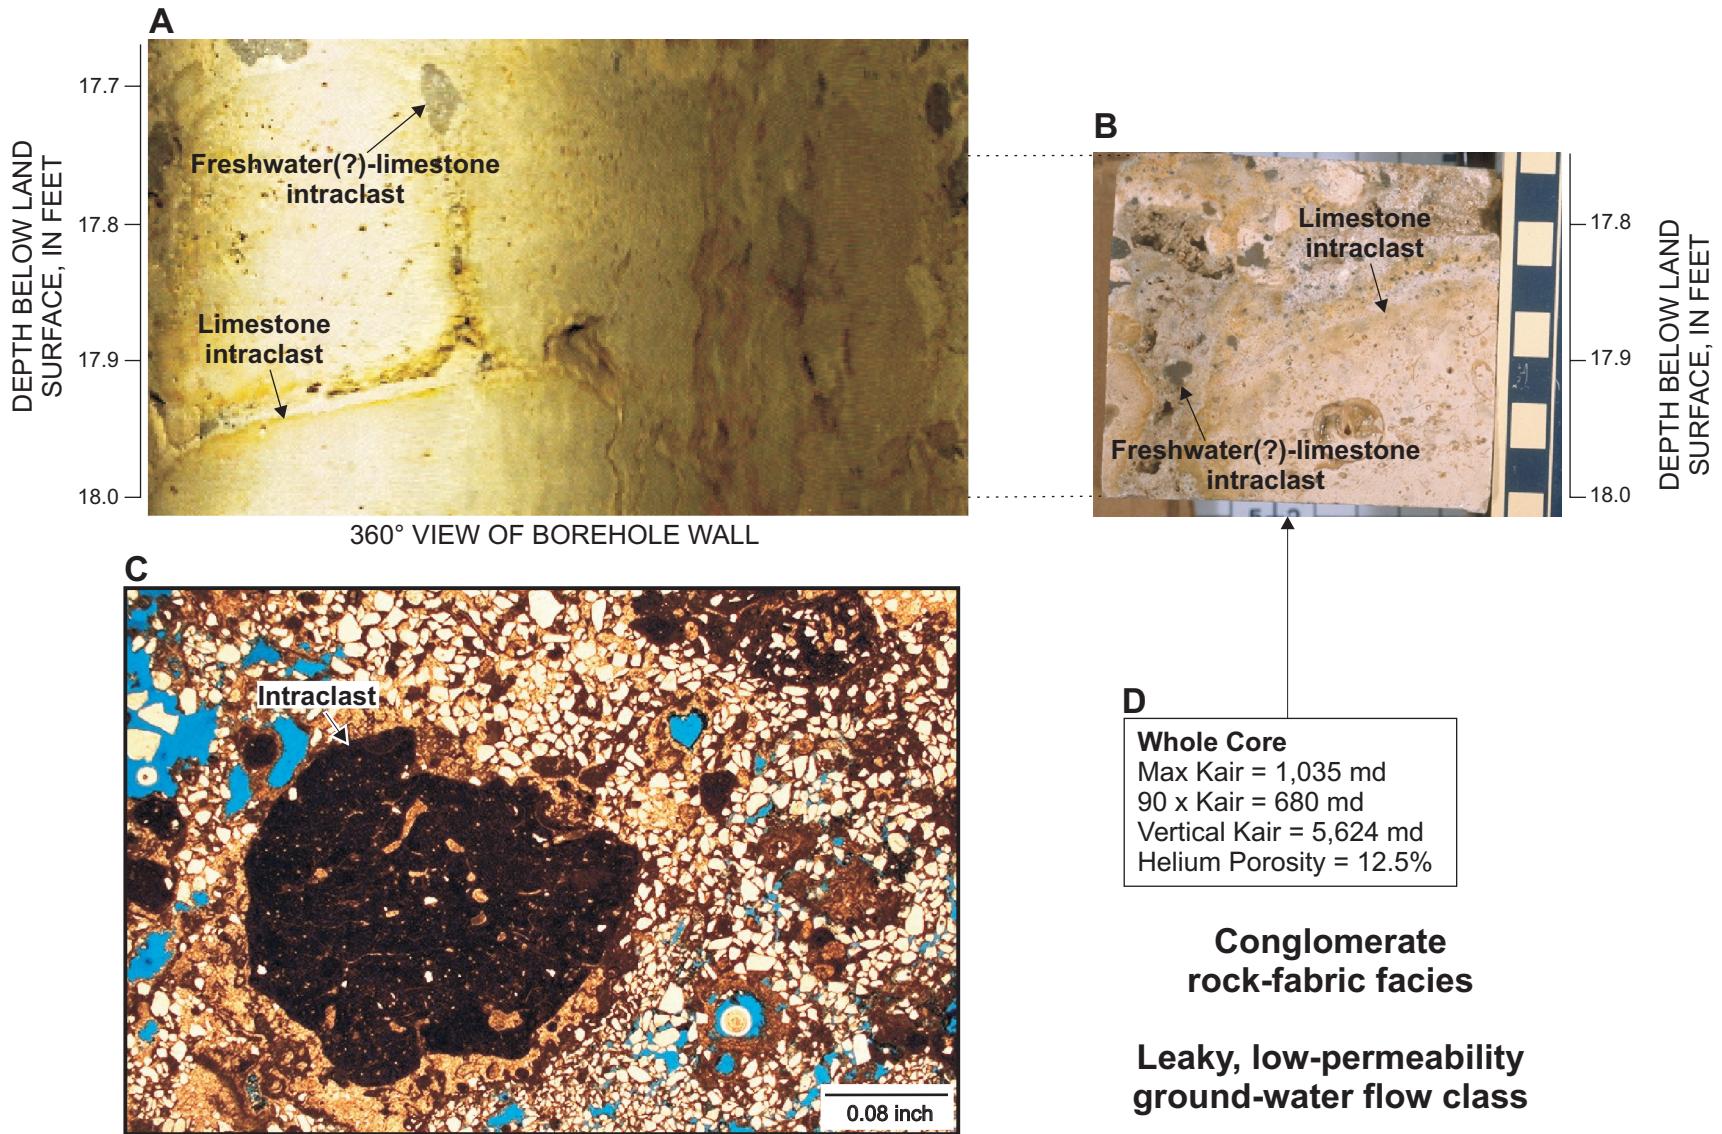 A
DEPTH BELOW LAND
SURFACE, IN FEET
17.7
17.8
17.9
18.0
Freshwater(?)-limestone
intraclast
Limestone
intraclast
360° VIEW OF BOREHOLE WALL
B
Limestone
intraclast
Freshwater(?)-limestone
intraclast
17.8
17.9
18.0
DEPTH BELOW LAND
SURFACE, IN FEET
C
Intraclast
0.08 inch
D
Whole Core
Max Kair = 1,035 md
90 x Kair = 680 md
Vertical Kair = 5,624 md
Helium Porosity = 12.5%
Conglomerate
rock-fabric facies
Leaky, low-permeability
ground-water flow class